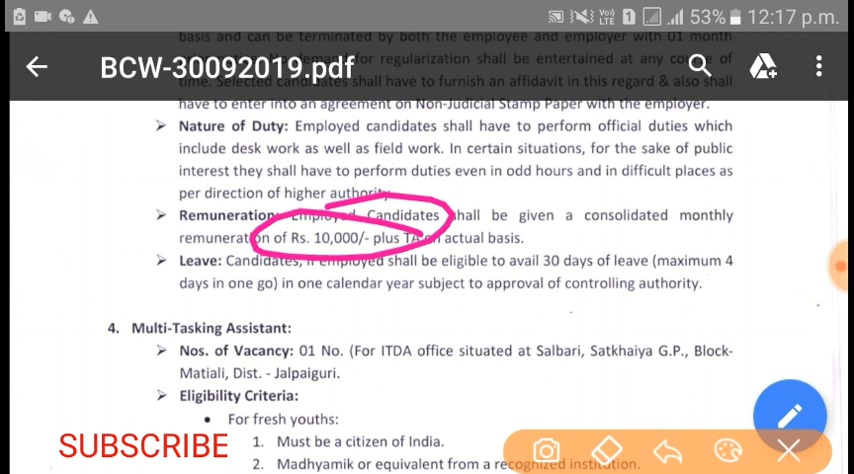 Vo)) LTE 1 53% 12:17 p.m.
basis and can be terminated by both the employee and employer with 01 month
BCW-30092019.pdf
for regularization shall be entertained at any of
time. Selected candidates shall have to furnish an affidavit in this regard & also shall
have to enter into an agreement on Non-Judicial Stamp Paper with the employer.
➢ Nature of Duty: Employed candidates shall have to perform official duties which
include desk work as well as field work. In certain situations, for the sake of public
interest they shall have to perform duties even in odd hours and in difficult places as
per direction of higher authority.
➢ Remuneration: Employed Candidates shall be given a consolidated monthly
remuneration of Rs. 10,000/- plus TA on actual basis.
➢ Leave: Candidates, if employed shall be eligible to avail 30 days of leave (maximum 4
days in one go) in one calendar year subject to approval of controlling authority.
4. Multi-Tasking Assistant:
➢ Nos. of Vacancy: 01 No. (For ITDA office situated at Salbari, Satkhaiya G.P., Block-
Matiali, Dist. - Jalpaiguri.
➢ Eligibility Criteria:
• For fresh youths:
1. Must be a citizen of India.
SUBSCRIBE
2. Madhyamik or equivalent from a recognized institution.